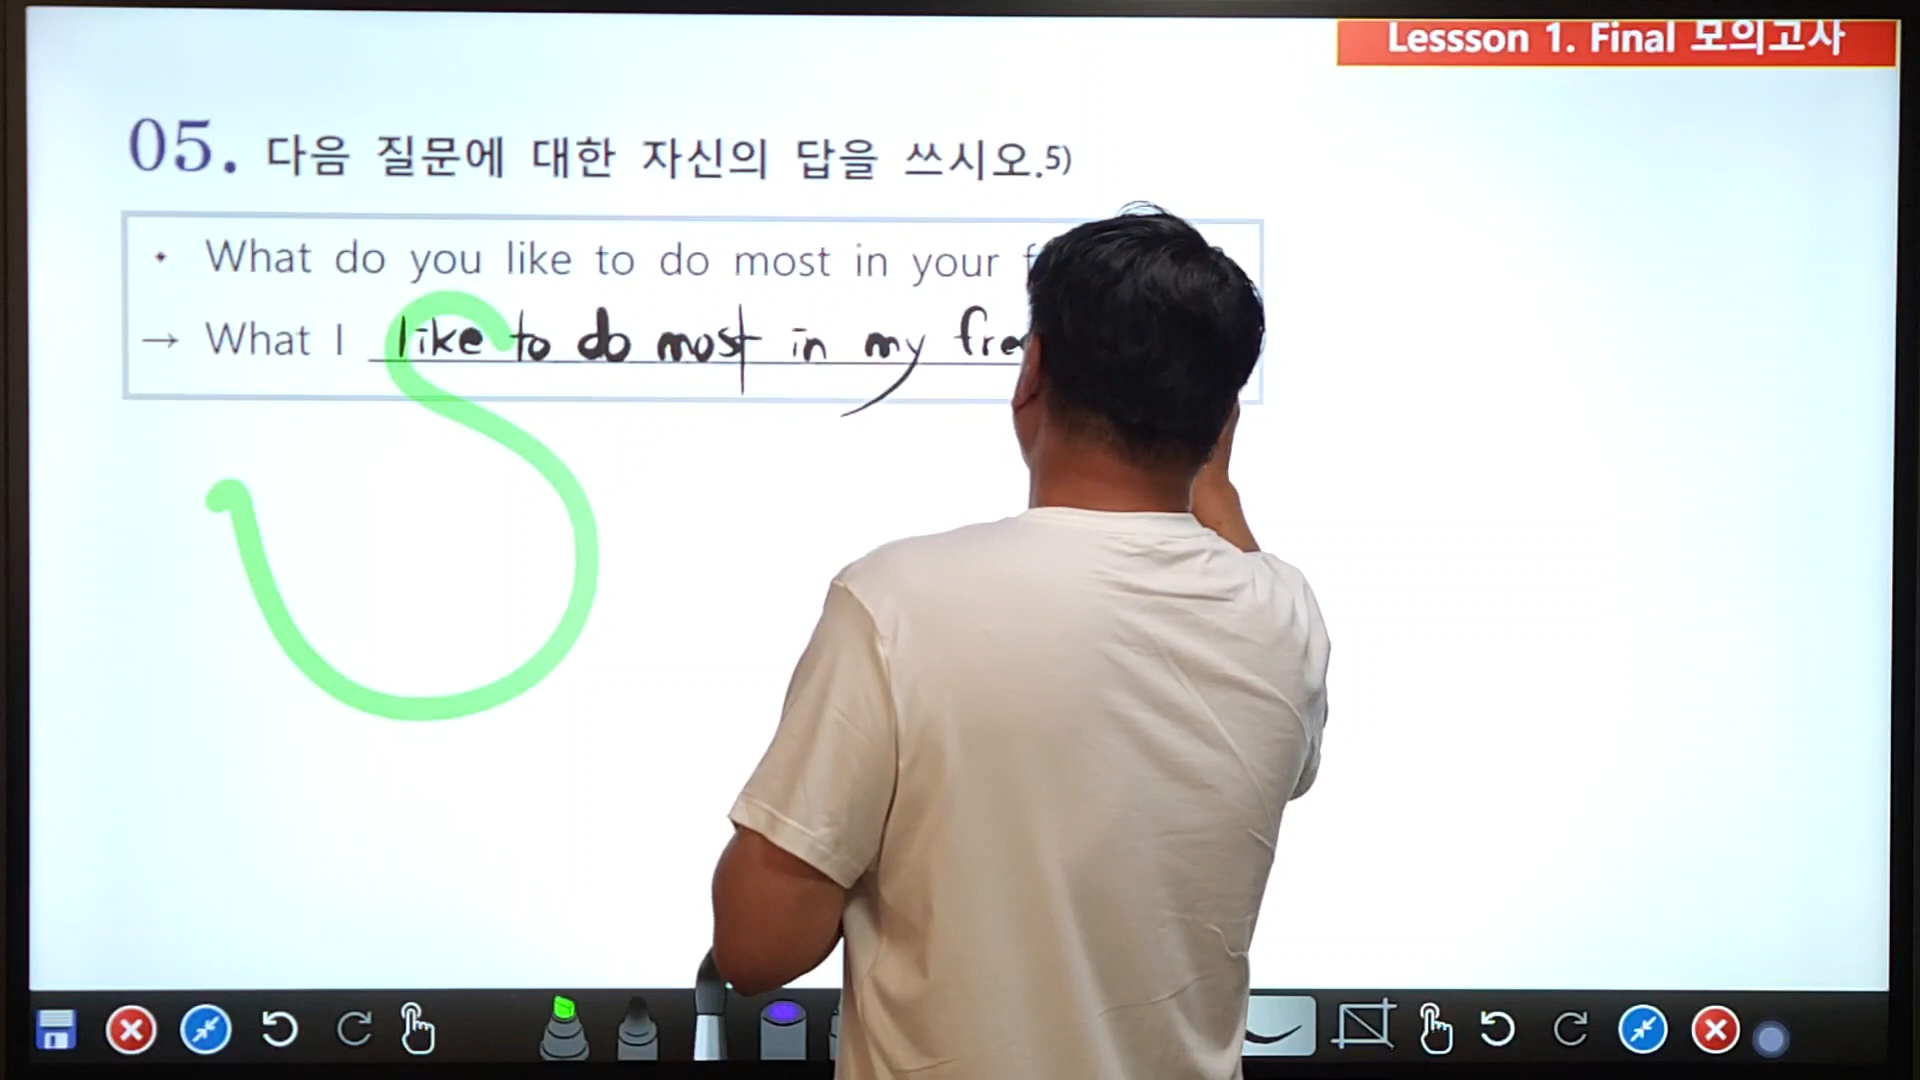 Lessson 1. Final 모의고사
05. 다음 질문에 대한 자신의 답을 쓰시오.5)
• What do you like to do most in your
→ What I like to do most in my